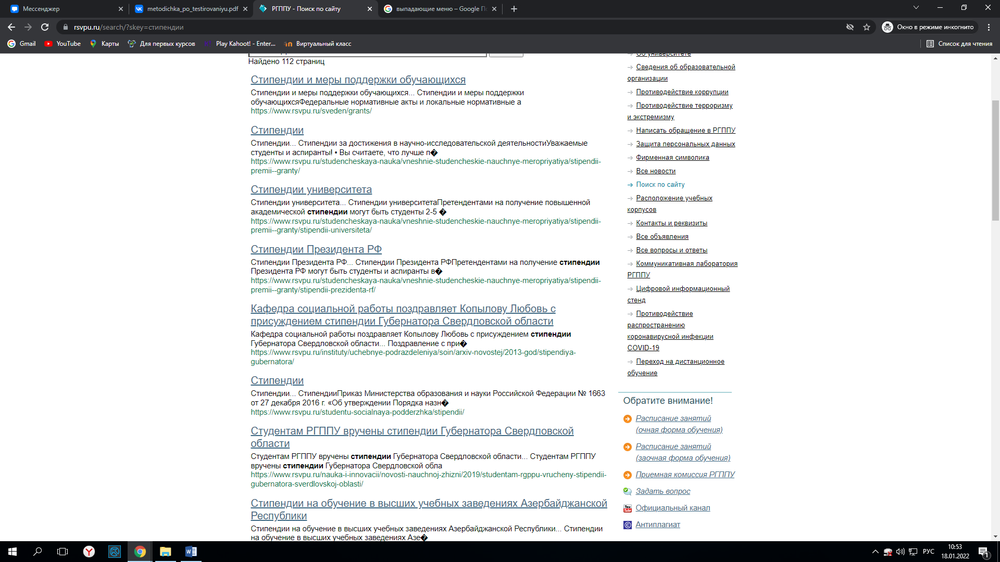 Мессенджер
metodichka_po_testirovaniyu.pdf
РГППУ - Поиск по сайту
выпадающие меню – Google П
rsvpu.ru/search/?skey=стипендии
Окно в режиме инкогнито
Gmail
YouTube
Карты
Для первых курсов
Play Kahoot! - Enter...
Виртуальный класс
Список для чтения
Найдено 112 страниц
Стипендии и меры поддержки обучающихся
Стипендии и меры поддержки обучающихся... Стипендии и меры поддержки
обучающихсяФедеральные нормативные акты и локальные нормативные а
https://www.rsvpu.ru/sveden/grants/
Стипендии
Стипендии... Стипендии за достижения в научно-исследовательской деятельностиУважаемые
студенты и аспиранты! • Вы считаете, что лучше п�
https://www.rsvpu.ru/studencheskaya-nauka/vneshnie-studencheskie-nauchnye-meropriyatiya/stipendii-
premii--granty/
Стипендии университета
Стипендии университета... Стипендии университетаПретендентами на получение повышенной
академической стипендии могут быть студенты 2-5 �
https://www.rsvpu.ru/studencheskaya-nauka/vneshnie-studencheskie-nauchnye-meropriyatiya/stipendii-
premii--granty/stipendii-universiteta/
Стипендии Президента РФ
Стипендии Президента РФ... Стипендии Президента РФПретендентами на получение стипендии
Президента РФ могут быть студенты и аспиранты в�
https://www.rsvpu.ru/studencheskaya-nauka/vneshnie-studencheskie-nauchnye-meropriyatiya/stipendii-
premii--granty/stipendii-prezidenta-rf/
Кафедра социальной работы поздравляет Копылову Любовь с
присуждением стипендии Губернатора Свердловской области
Кафедра социальной работы поздравляет Копылову Любовь с присуждением стипендии
Губернатора Свердловской области... Поздравление с при�
https://www.rsvpu.ru/instituty/uchebnye-podrazdeleniya/soin/arxiv-novostej/2013-god/stipendiya-
gubernatora/
Стипендии
Стипендии... СтипендииПриказ Министерства образования и науки Российской Федерации № 1663
от 27 декабря 2016 г. «Об утверждении Порядка назн�
https://www.rsvpu.ru/studentu-socialnaya-podderzhka/stipendii/
Студентам РГППУ вручены стипендии Губернатора Свердловской
области
Студентам РГППУ вручены стипендии Губернатора Свердловской области... Студентам РГППУ
вручены стипендии Губернатора Свердловской обла
https://www.rsvpu.ru/nauka-i-innovacii/novosti-nauchnoj-zhizni/2019/studentam-rgppu-vrucheny-stipendii-
gubernatora-sverdlovskoj-oblasti/
Стипендии на обучение в высших учебных заведениях Азербайджанской
Республики
Стипендии на обучение в высших учебных заведениях Азербайджанской Республики... Стипендии
на обучение в высших учебных заведениях Азе�
Об университете
Сведения об образовательной
организации
Противодействие коррупции
Противодействие терроризму
и экстремизму
Написать обращение в РГППУ
Защита персональных данных
Фирменная символика
Все новости
Поиск по сайту
Расположение учебных
корпусов
Контакты и реквизиты
Все объявления
Все вопросы и ответы
Коммуникативная лаборатория
РГППУ
Цифровой информационный
стенд
Противодействие
распространению
коронавирусной инфекции
COVID-19
Переход на дистанционное
обучение
Обратите внимание!
Расписание занятий
(очная форма обучения)
Расписание занятий
(заочная форма обучения)
Приемная комиссия РГППУ
Задать вопрос
Официальный канал
Антиплагиат
РУС
10:53
18.01.2022
1